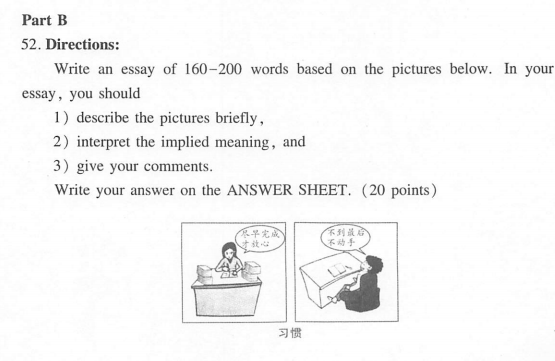 Part B
52. Directions:
Write an essay of 160-200 words based on the pictures below. In your
essay, you should
1) describe the pictures briefly,
2) interpret the implied meaning, and
3) give your comments.
Write your answer on the ANSWER SHEET. (20 points)
尽早完成
才放心
不到最后
不动手
习惯